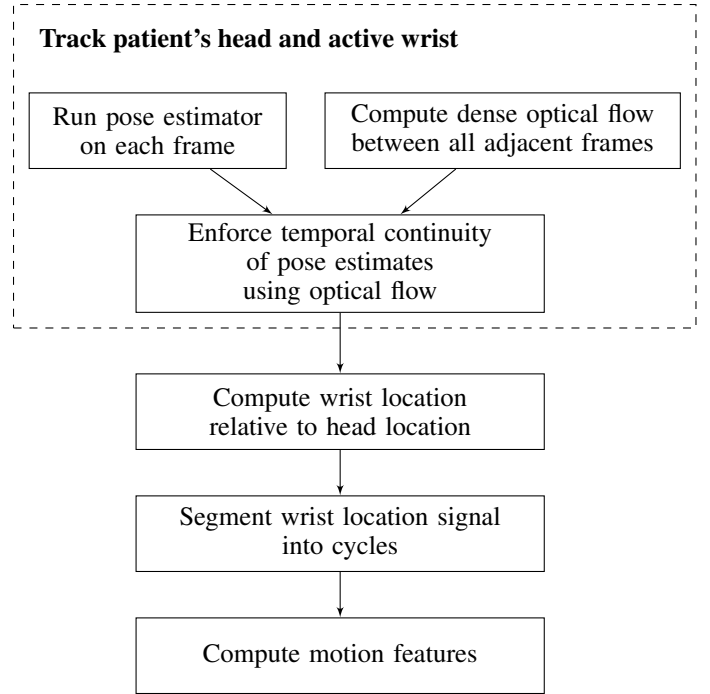 Track patient's head and active wrist
Run pose estimator
on each frame
Compute dense optical flow
between all adjacent frames
Enforce temporal continuity
of pose estimates
using optical flow
Compute wrist location
relative to head location
Segment wrist location signal
into cycles
Compute motion features